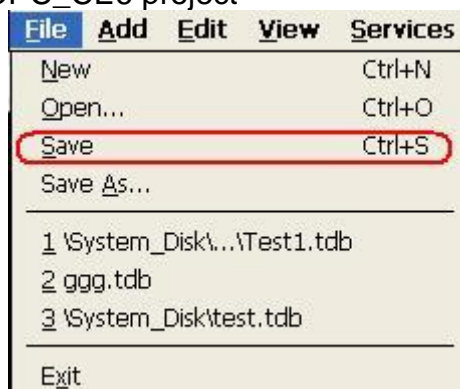 project
File Add Edit View Services
New Ctrl+N
Open... Ctrl+O
Save Ctrl+S
Save As...
1 \System_Disk\...\Test1.tdb
2 ggg.tdb
3 \System_Disk\test.tdb
Exit